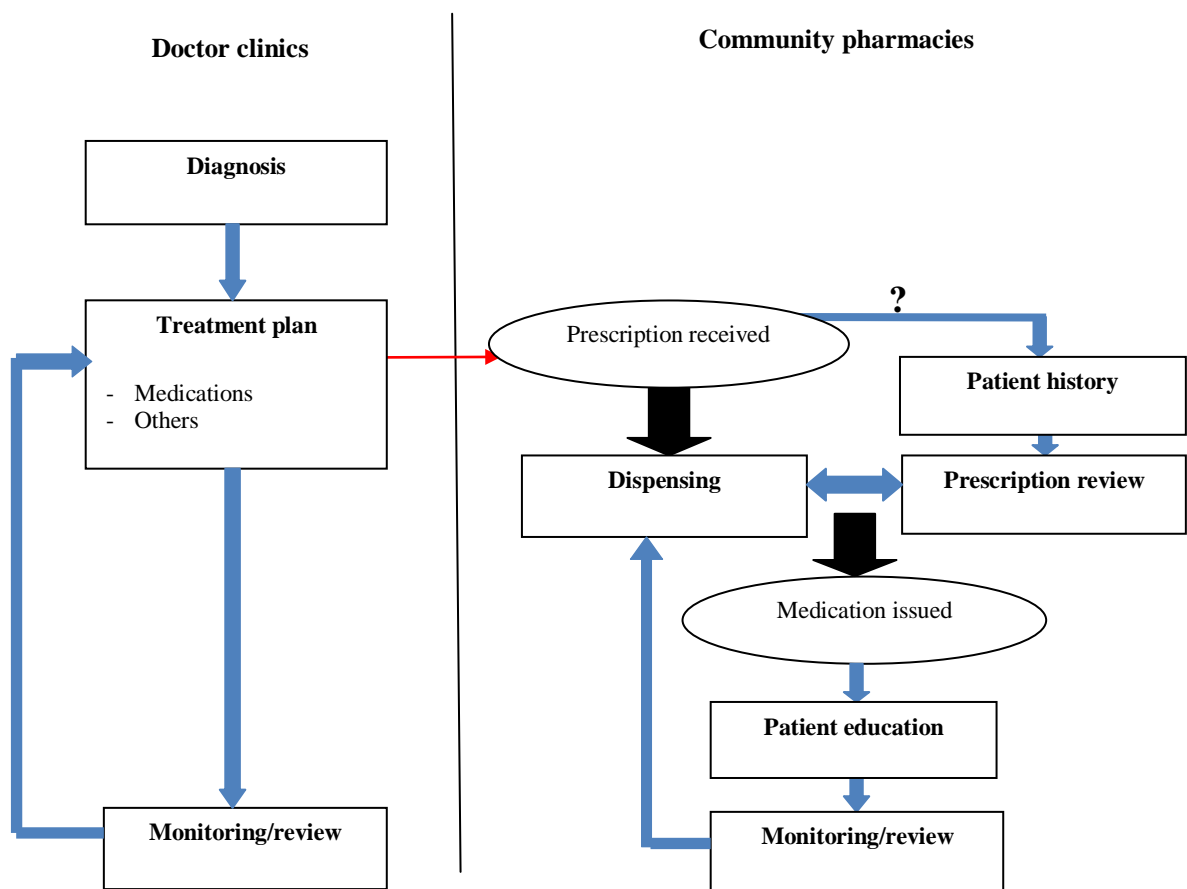 Doctor clinics
Community pharmacies
Diagnosis
Treatment plan
- Medications
- Others
Monitoring/review
Prescription received
?
Patient history
Dispensing
Prescription review
Medication issued
Patient education
Monitoring/review